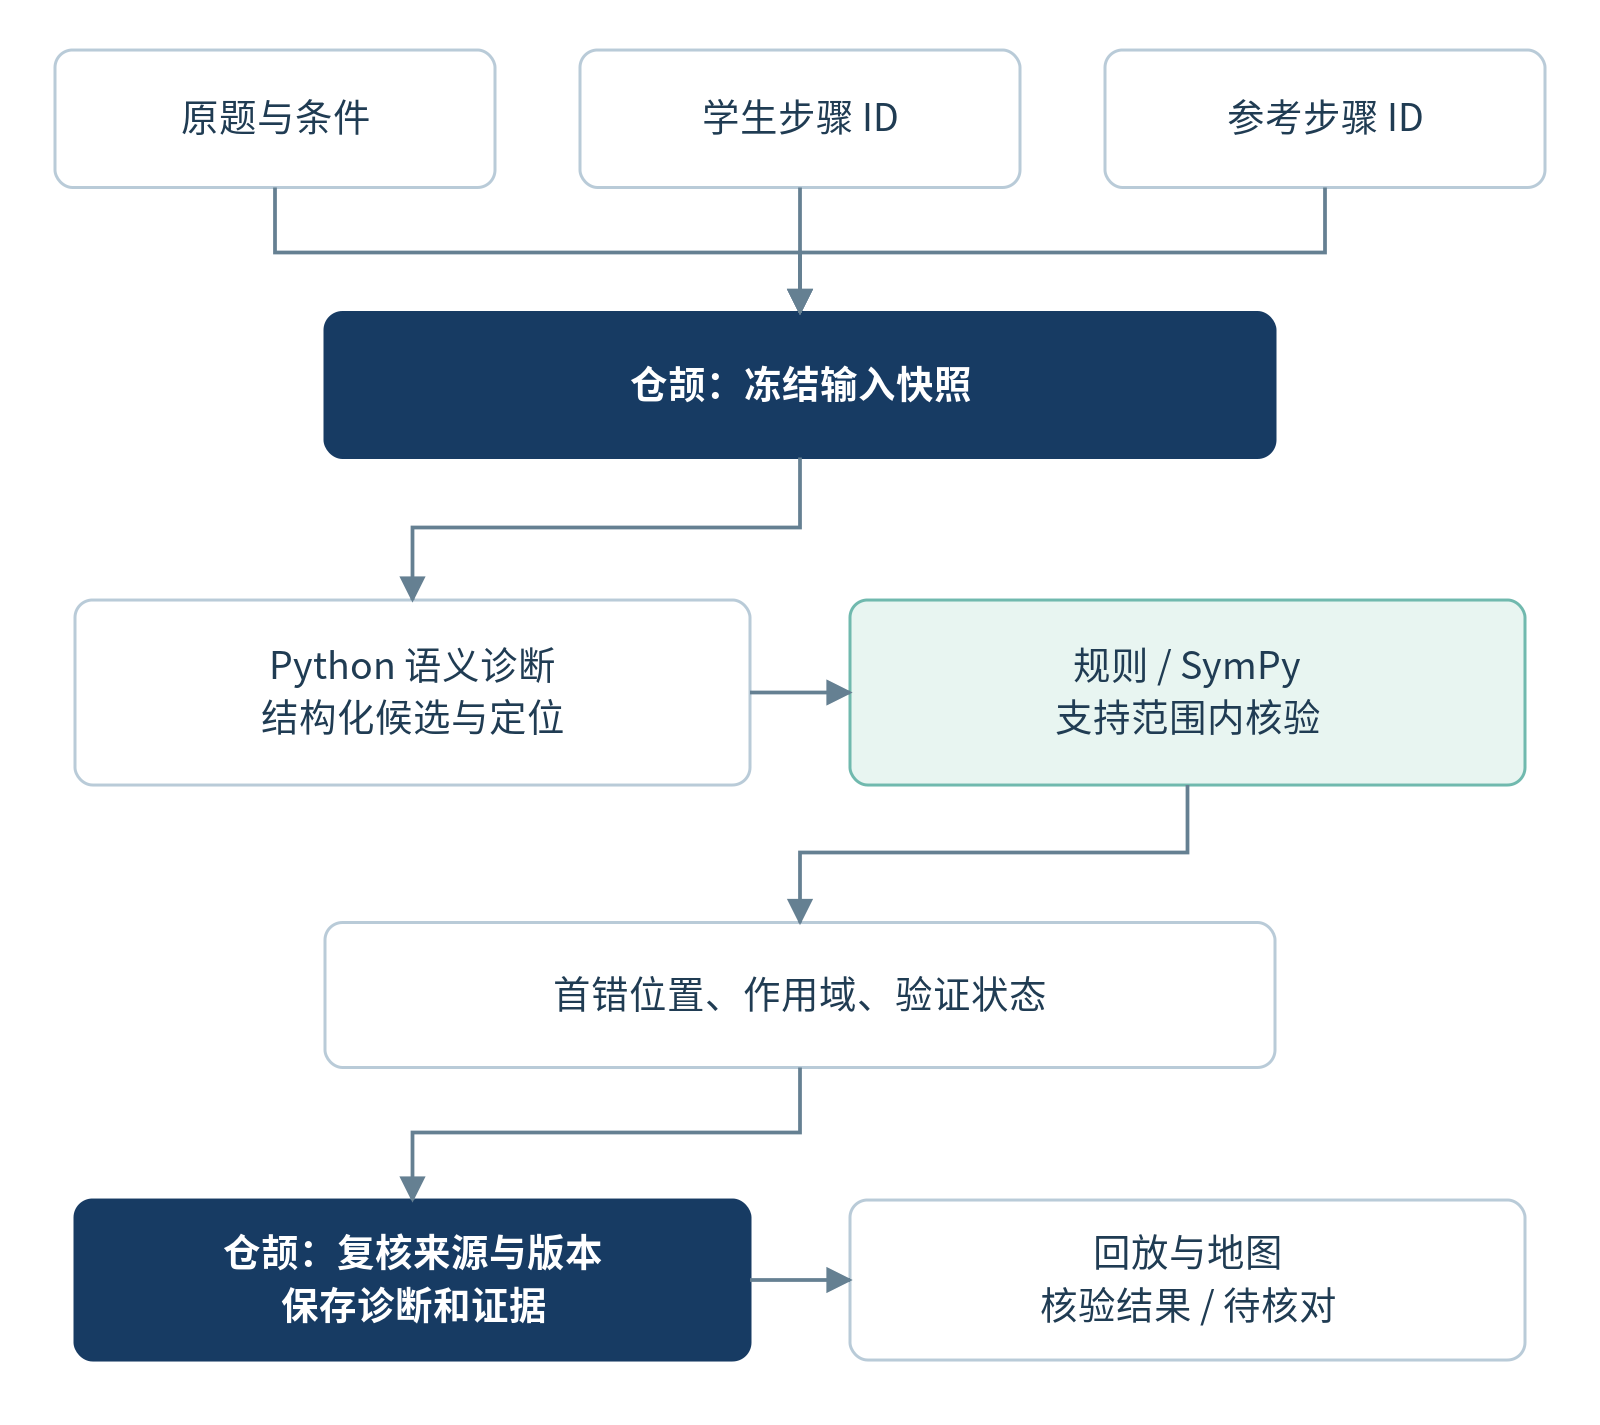 原题与条件
学生步骤 ID
参考步骤 ID
仓颉：冻结输入快照
Python 语义诊断
结构化候选与定位
规则 / SymPy
支持范围内核验
首错位置、作用域、验证状态
仓颉：复核来源与版本
保存诊断和证据
回放与地图
核验结果 / 待核对